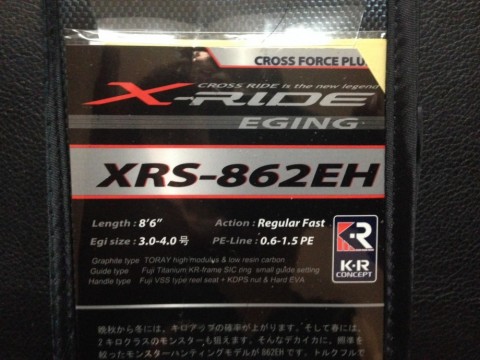 CROSS FORCE PLU
CROSS RIDE is the new legend
X-RIDE
EGING
XRS-862EH
Length : 8'6" Action : Regular Fast
Egi size : 3.0-4.0 号 PE-Line : 0.6-1.5 PE
R
K·R
CONCEPT
Graphite type TORAY high modulus & low resin carbon
Guide type Fuji Titanium KR-frame SIC ring small guide setting
Handle type Fuji VSS type reel seat + KDPS nut & Hard EVA
晩秋から冬には、キロアップの確率が上がります。そして春には、
2キロクラスのモンスターも狙えます。そんなデカイカに、照準を
絞ったモンスターハンティングモデルが862EHです。トルクフルで